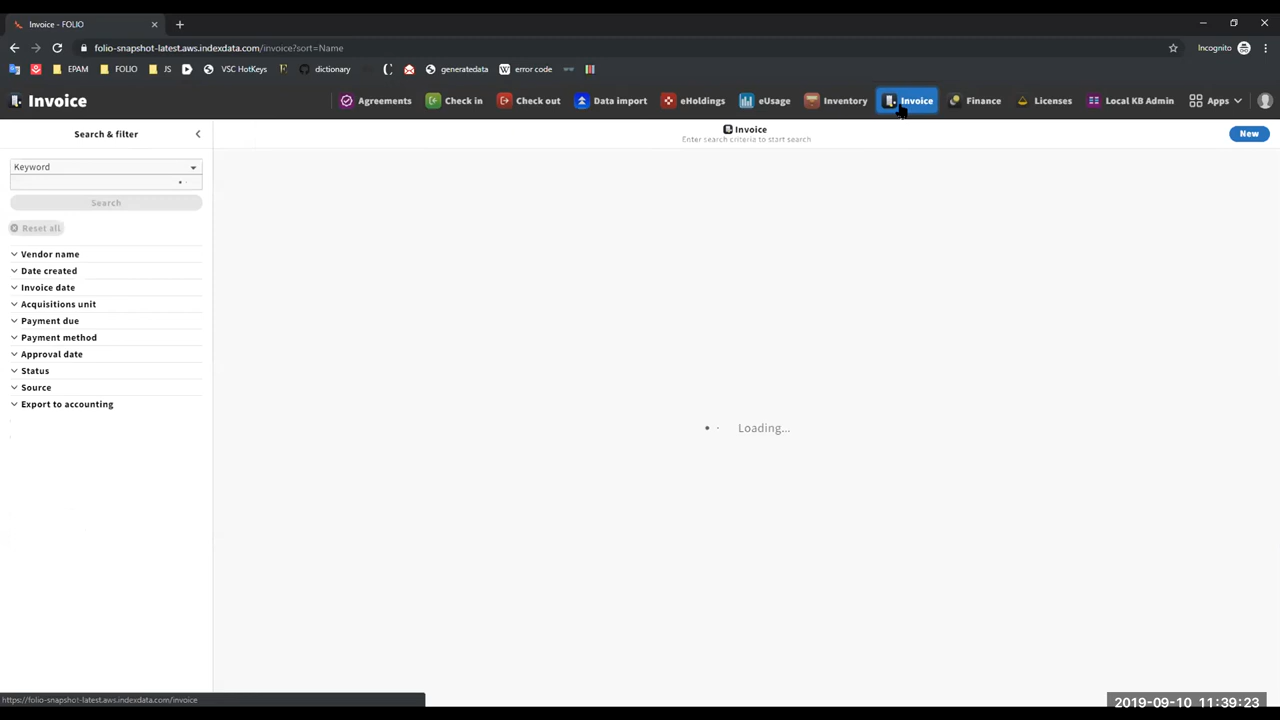 Invoice - FOLIO
folio-snapshot-latest.aws.indexdata.com/invoice?sort=Name
Incognito
EPAM
FOLIO
JS
VSC HotKeys
dictionary
generatedata
error code
Invoice
Agreements
Check in
Check out
Data import
eHoldings
eUsage
Inventory
Invoice
Finance
Licenses
Local KB Admin
Apps
Search & filter
Invoice
Enter search criteria to start search
New
Keyword
Search
Reset all
Vendor name
Date created
Invoice date
Acquisitions unit
Payment due
Payment method
Approval date
Status
Source
Export to accounting
Loading...
https://folio-snapshot-latest.aws.indexdata.com/invoice
2019-09-10 11:39:23